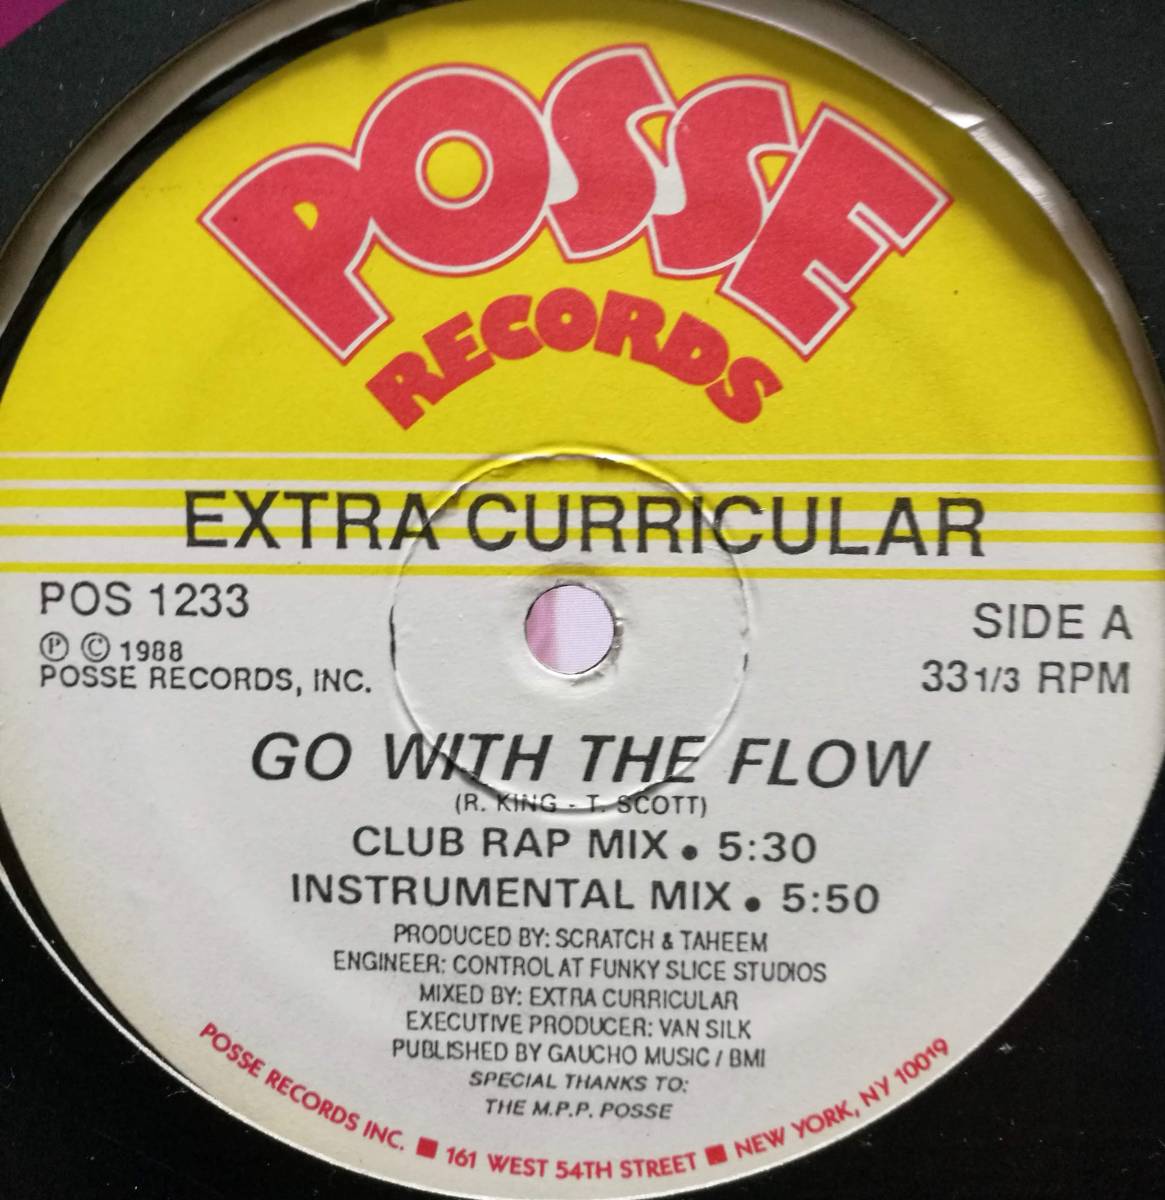 POSSE
RECORDS
EXTRA CURRICULAR
POS 1233
SIDE A
Ⓟ © 1988
33 1/3 RPM
POSSE RECORDS, INC.
GO WITH THE FLOW
(R. KING - T. SCOTT)
CLUB RAP MIX • 5:30
INSTRUMENTAL MIX • 5:50
PRODUCED BY: SCRATCH & TAHEEM
ENGINEER: CONTROL AT FUNKY SLICE STUDIOS
MIXED BY: EXTRA CURRICULAR
EXECUTIVE PRODUCER: VAN SILK
PUBLISHED BY GAUCHO MUSIC / BMI
SPECIAL THANKS TO:
THE M.P.P. POSSE
POSSE RECORDS INC. ■ 161 WEST 54TH STREET ■ NEW YORK, NY 10019